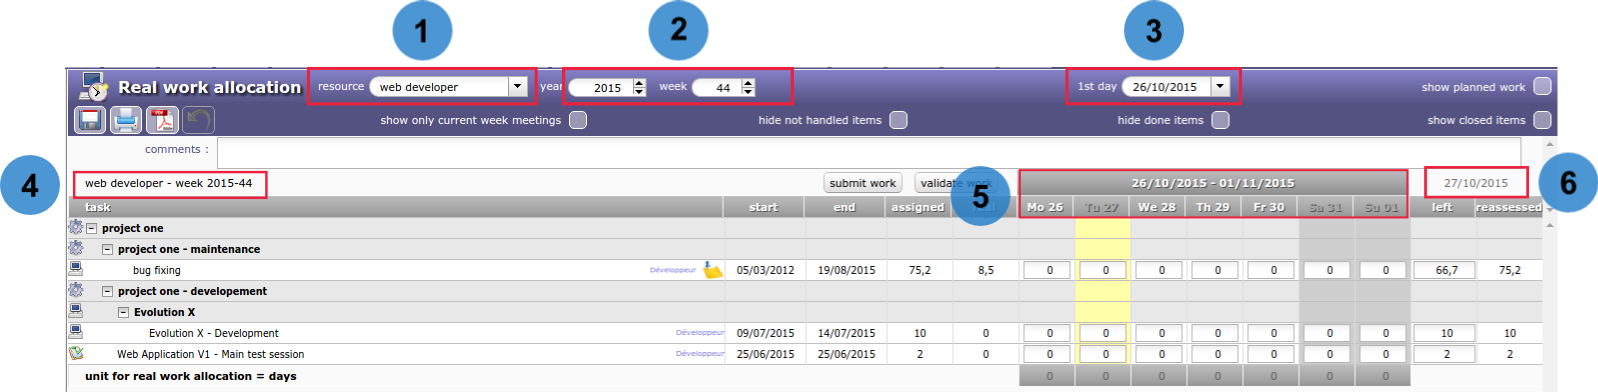 1 2 3
Real work allocation resource web developer year 2015 week 44 1st day 26/10/2015 show planned work
show only current week meetings hide not handled items hide done items show closed items
comments :
4 web developer - week 2015-44 submit work validate work 5 26/10/2015 - 01/11/2015 27/10/2015 6
task start end assigned Mo 26 Tu 27 We 28 Th 29 Fr 30 Sa 31 Su 01 left reassessed
project one
project one - maintenance
bug fixing Développeur 05/03/2012 19/08/2015 75,2 8,5 0 0 0 0 0 0 0 66,7 75,2
project one - developement
Evolution X
Evolution X - Development Développeur 09/07/2015 14/07/2015 10 0 0 0 0 0 0 0 0 10 10
Web Application V1 - Main test session Développeur 25/06/2015 25/06/2015 2 0 0 0 0 0 0 0 0 2 2
unit for real work allocation = days 0 0 0 0 0 0 0